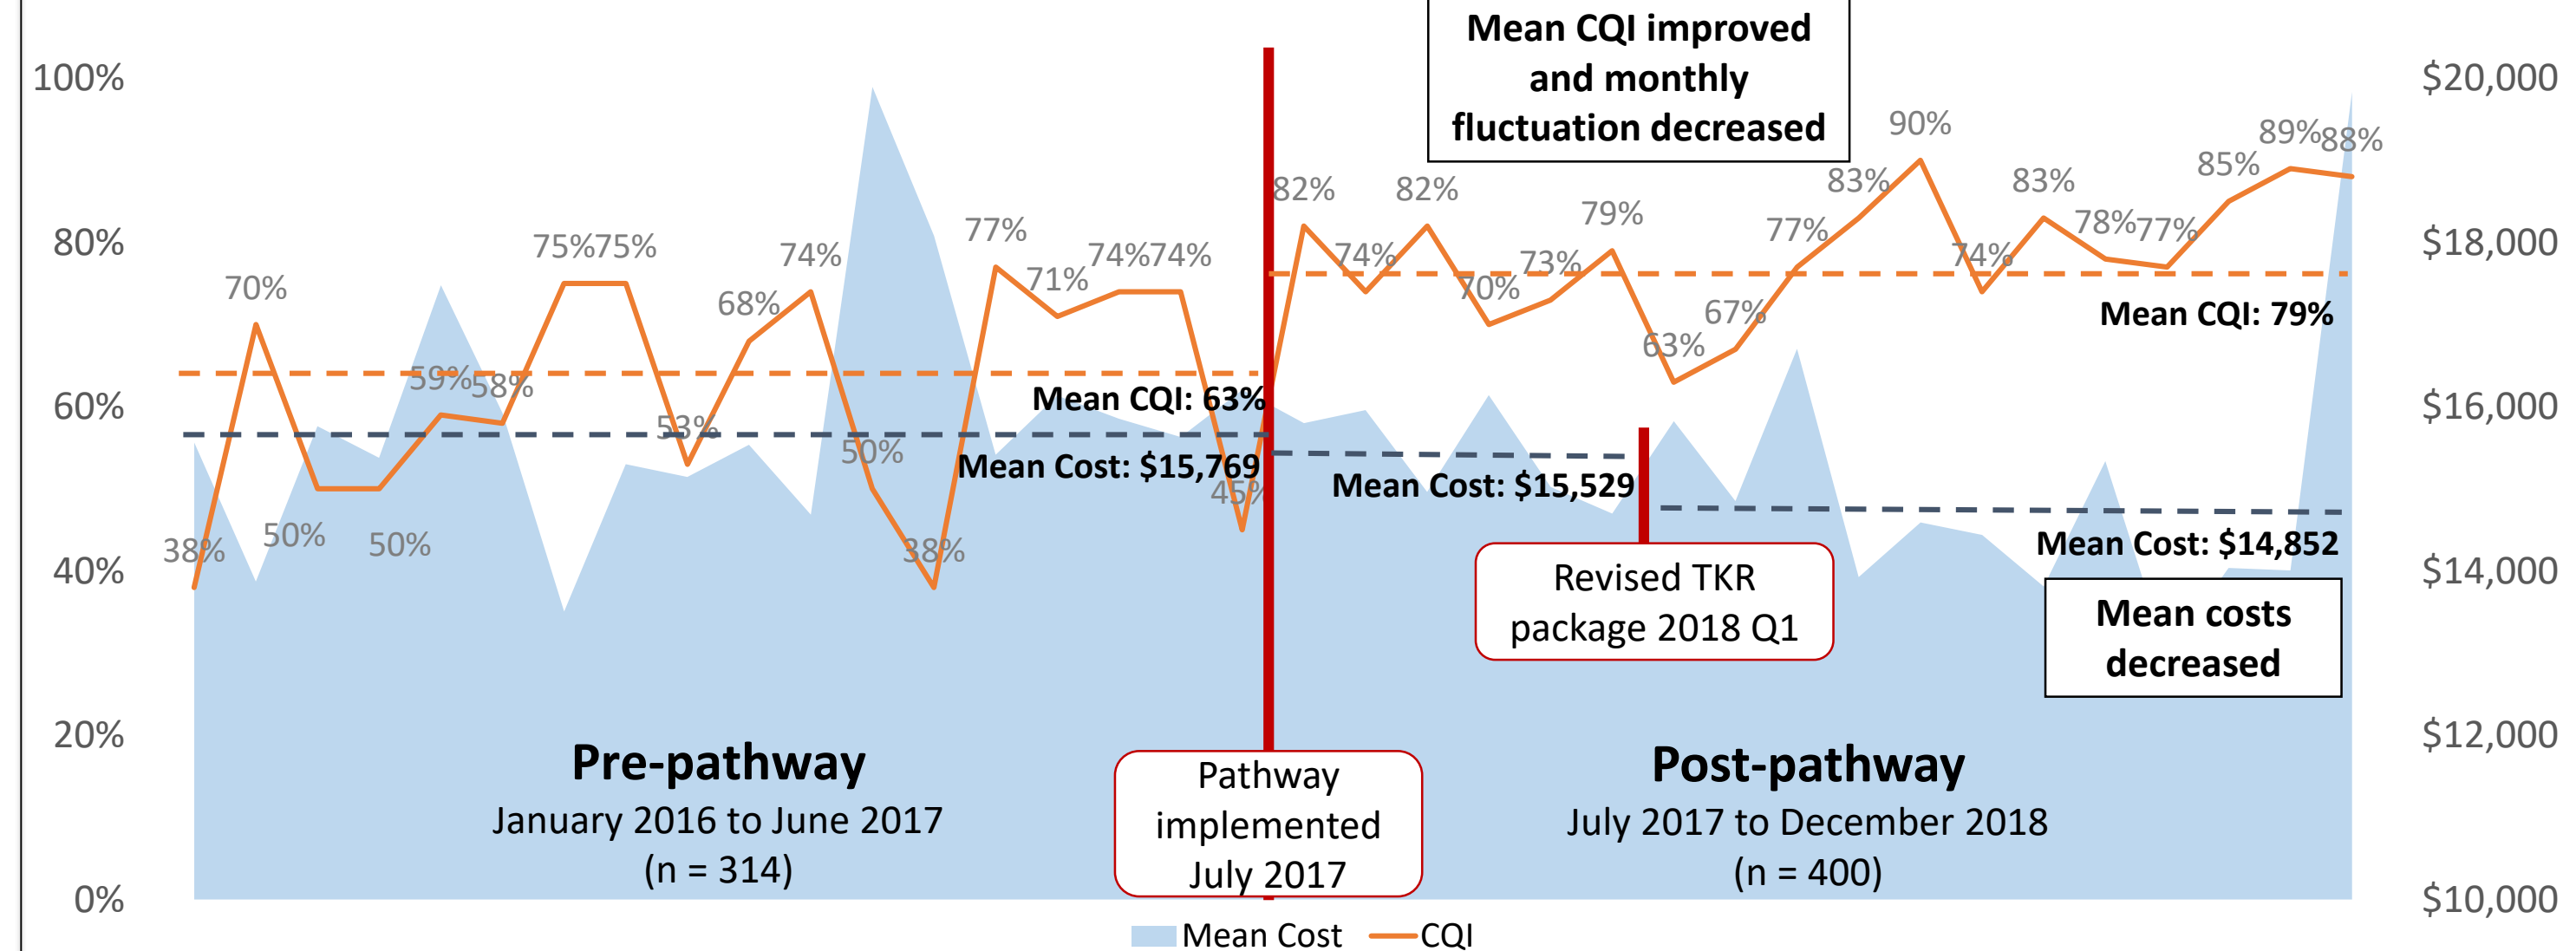 Mean CQI improved
and monthly
fluctuation decreased
100%
80%
60%
40%
20%
0%
$20,000
$18,000
$16,000
$14,000
$12,000
$10,000
38%
70%
50%
50%
59%
58%
75%
75%
53%
68%
74%
50%
38%
77%
71%
74%
74%
45%
82%
74%
82%
70%
73%
79%
63%
67%
77%
83%
90%
74%
83%
78%
77%
85%
89%
88%
Mean CQI: 63%
Mean Cost: $15,769
Mean Cost: $15,529
Mean CQI: 79%
Mean Cost: $14,852
Revised TKR
package 2018 Q1
Mean costs
decreased
Pre-pathway
January 2016 to June 2017
(n = 314)
Pathway
implemented
July 2017
Post-pathway
July 2017 to December 2018
(n = 400)
Mean Cost
CQI